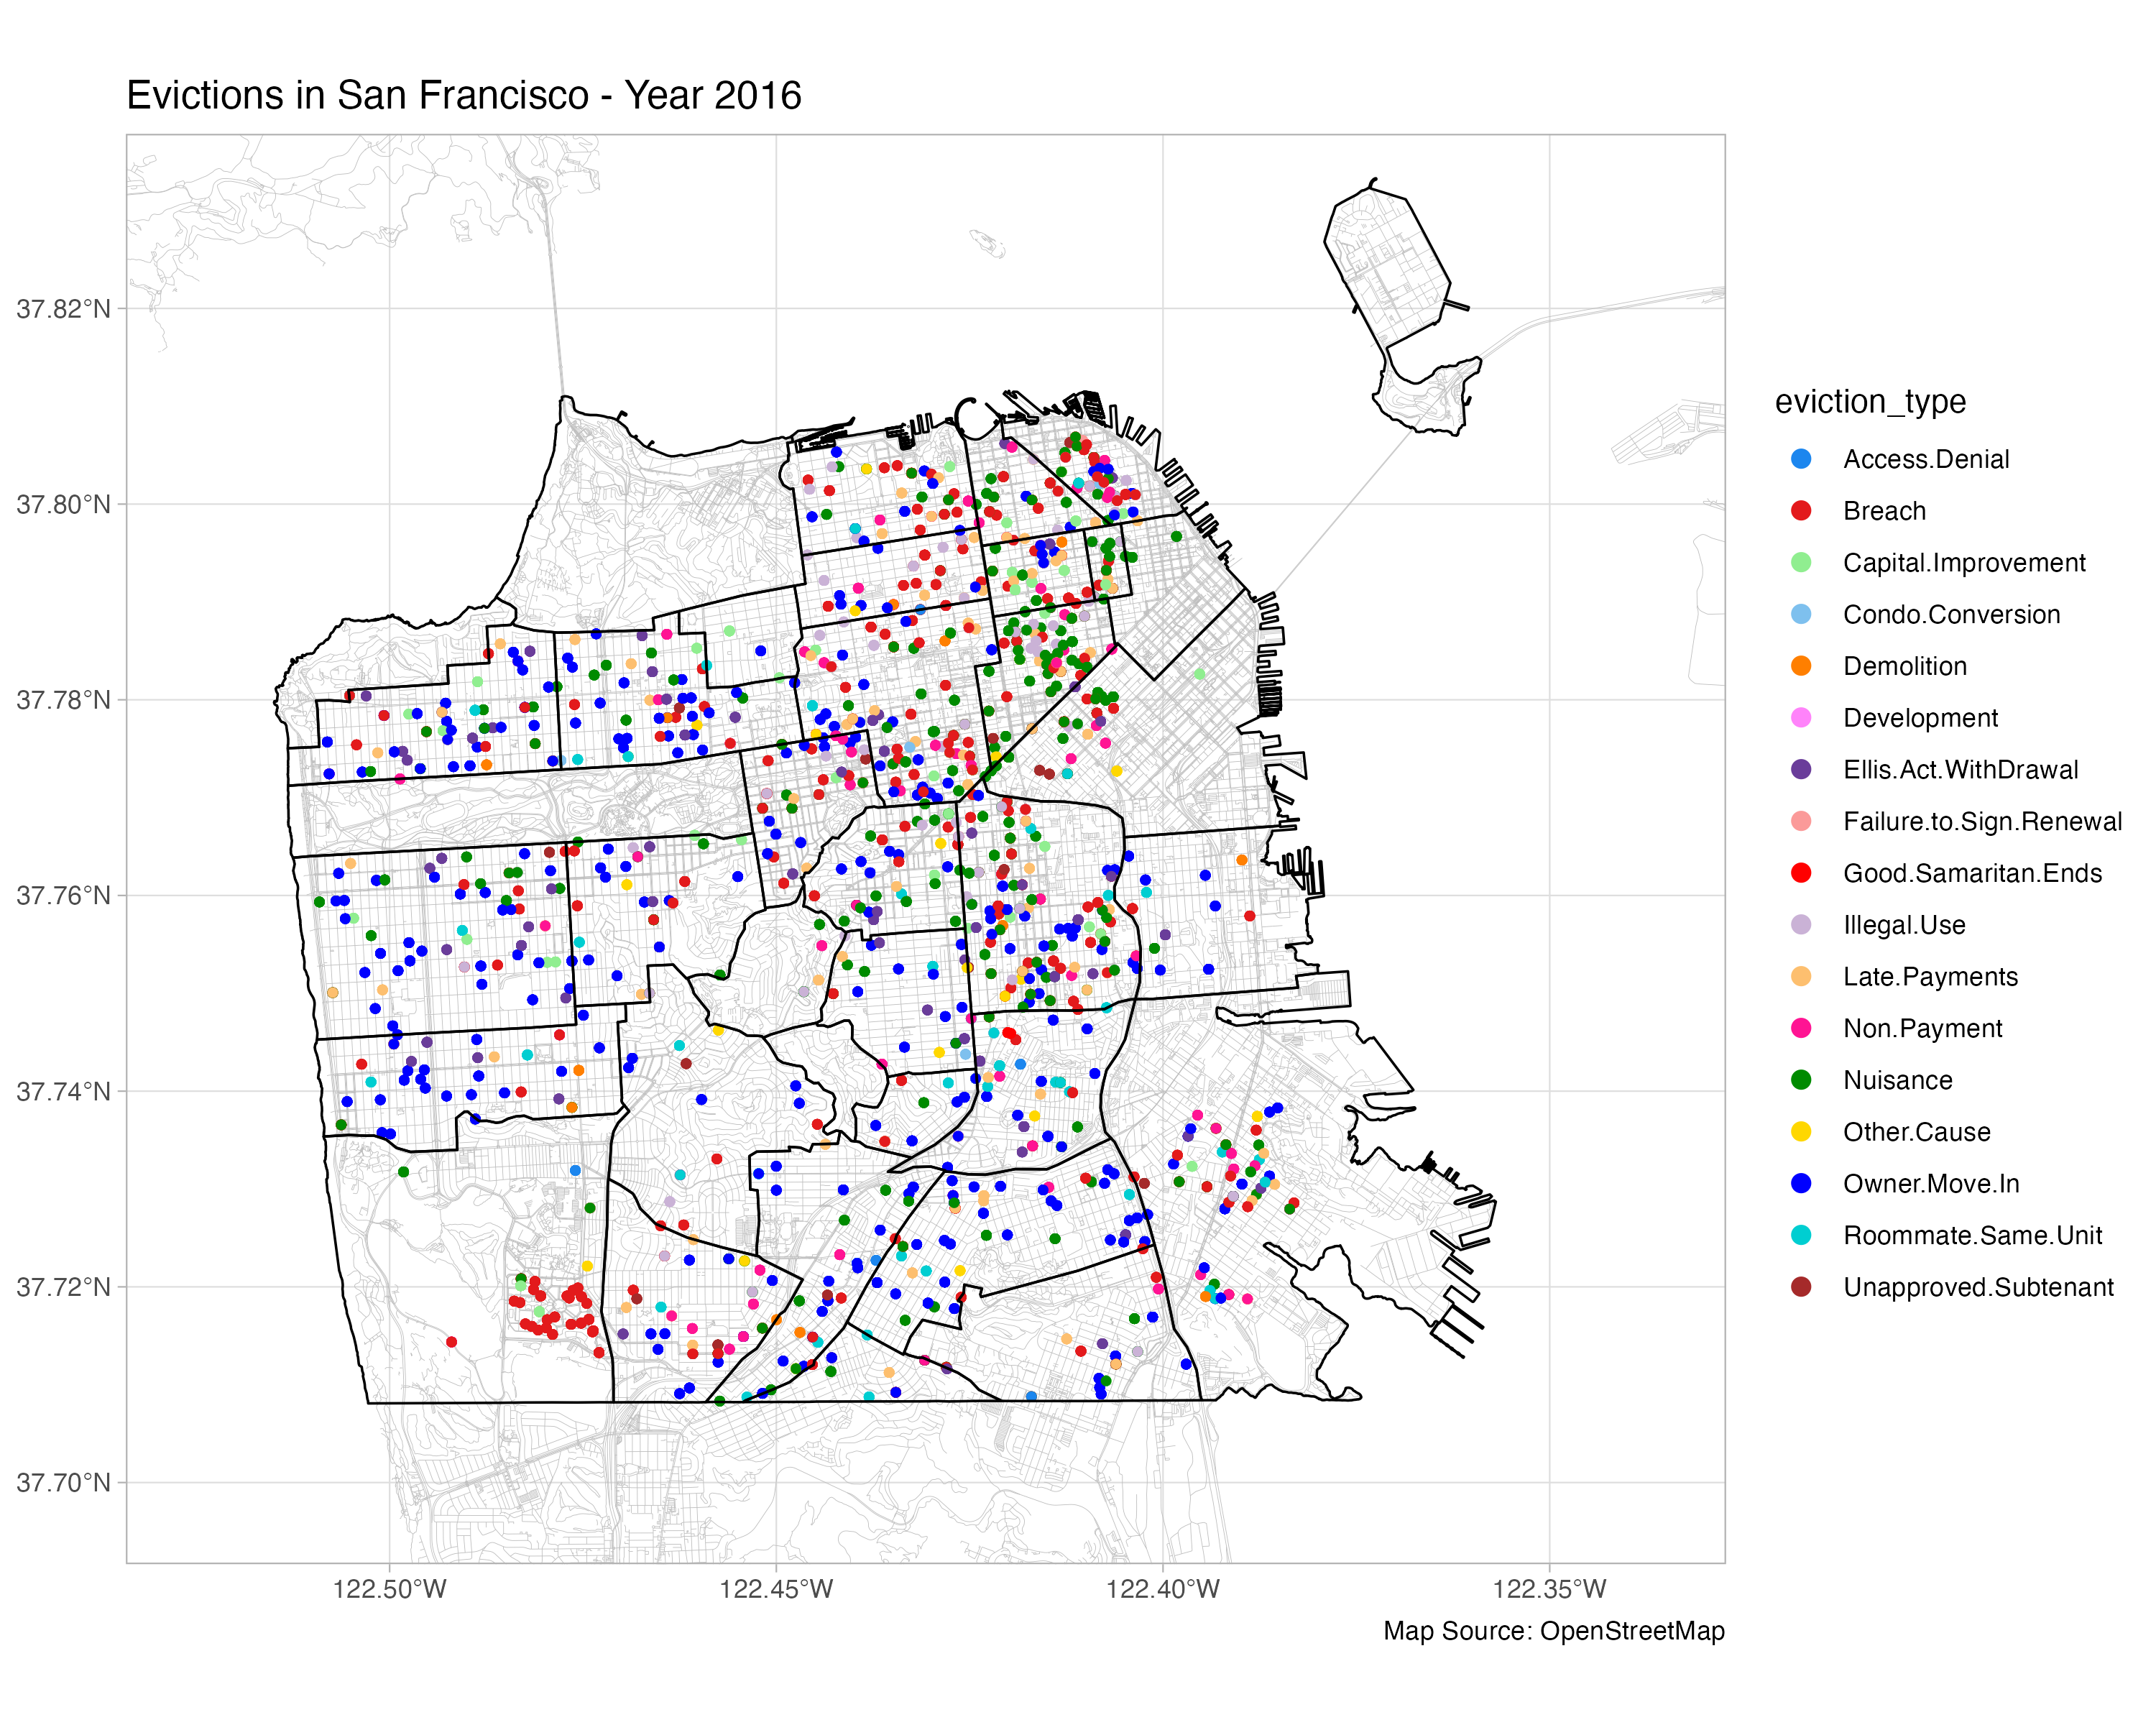 Evictions in San Francisco - Year 2016
37.82°N
37.80°N
37.78°N
37.76°N
37.74°N
37.72°N
37.70°N
122.50°W
122.45°W
122.40°W
122.35°W
Map Source: OpenStreetMap
eviction_type
Access.Denial
Breach
Capital.Improvement
Condo.Conversion
Demolition
Development
Ellis.Act.WithDrawal
Failure.to.Sign.Renewal
Good.Samaritan.Ends
Illegal.Use
Late.Payments
Non.Payment
Nuisance
Other.Cause
Owner.Move.In
Roommate.Same.Unit
Unapproved.Subtenant